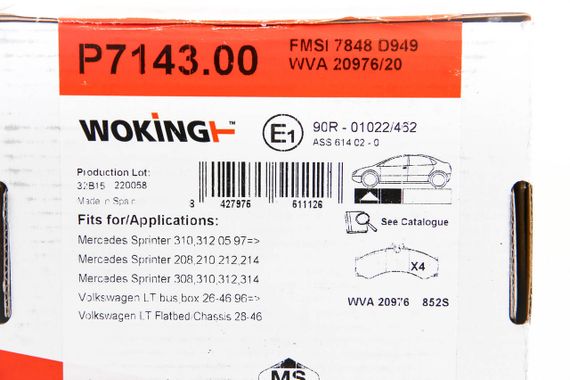 P7143.00
FMSI 7848 D949
WVA 20976/20
WOKING™
E1
90R - 01022/462
ASS 614 02 - 0
Production Lot:
32B15 220058
Made in Spain
8 427976 611126
See Catalogue
Fits for/Applications:
Mercedes Sprinter 310,312 05.97=>
Mercedes Sprinter 208,210,212,214
Mercedes Sprinter 308,310,312,314
Volkswagen LT bus,box 26-46 96=>
Volkswagen LT Flatbed/Chassis 28-46
X4
WVA 20976 852S
MS